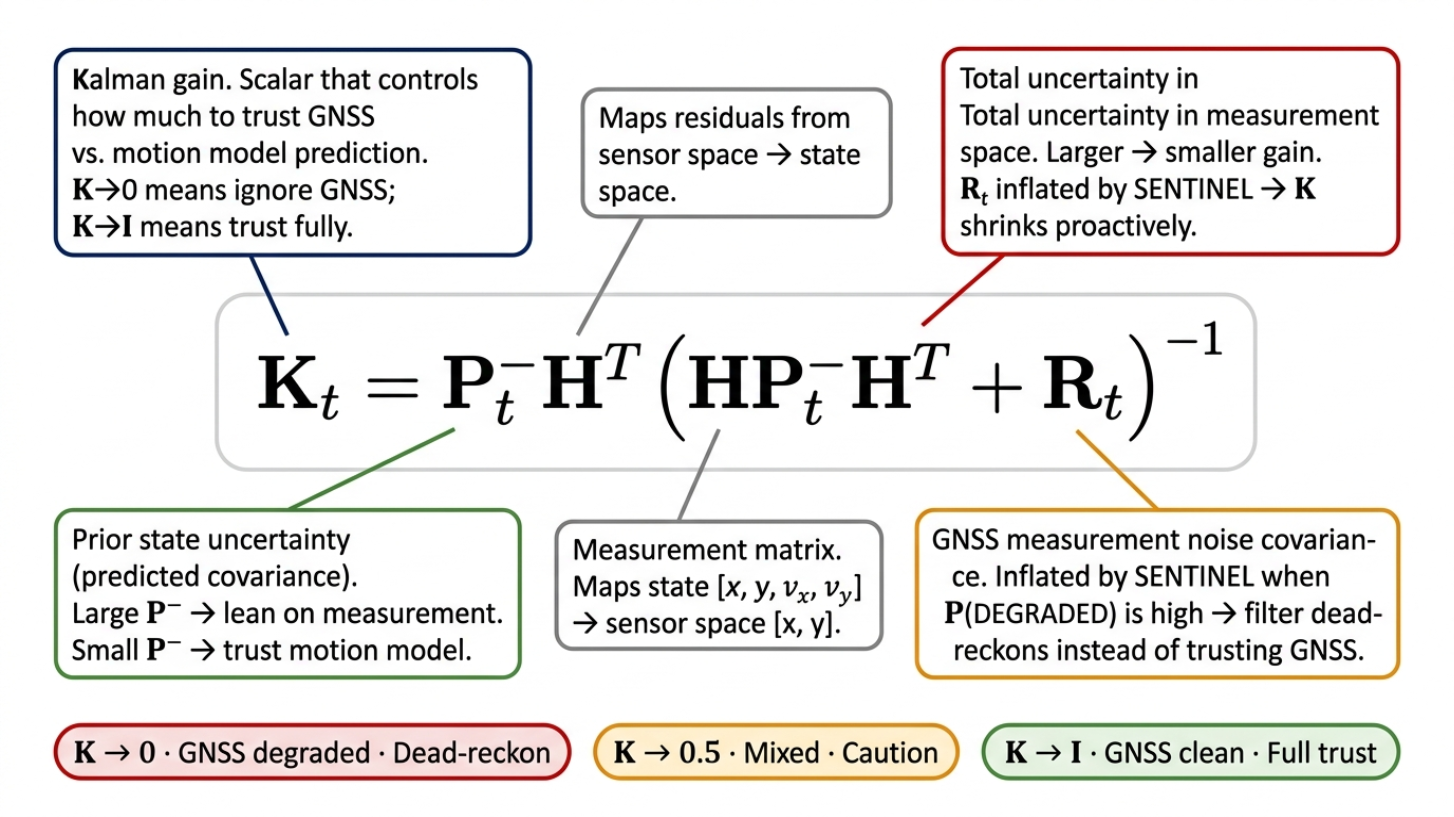 Kalman gain. Scalar that controls
how much to trust GNSS
vs. motion model prediction.
K→0 means ignore GNSS;
K→I means trust fully.
Maps residuals from
sensor space → state
space.
Total uncertainty in
Total uncertainty in measurement
space. Larger → smaller gain.
Rₜ inflated by SENTINEL → K
shrinks proactively.
Kₜ = Pₜ⁻Hᵀ(HPₜ⁻Hᵀ + Rₜ)⁻¹
Prior state uncertainty
(predicted covariance).
Large P⁻ → lean on measurement.
Small P⁻ → trust motion model.
Measurement matrix.
Maps state [x, y, vₓ, v_y]
→ sensor space [x, y].
GNSS measurement noise covarian-
ce. Inflated by SENTINEL when
P(DEGRADED) is high → filter dead-
reckons instead of trusting GNSS.
K → 0 · GNSS degraded · Dead-reckon
K → 0.5 · Mixed · Caution
K → I · GNSS clean · Full trust